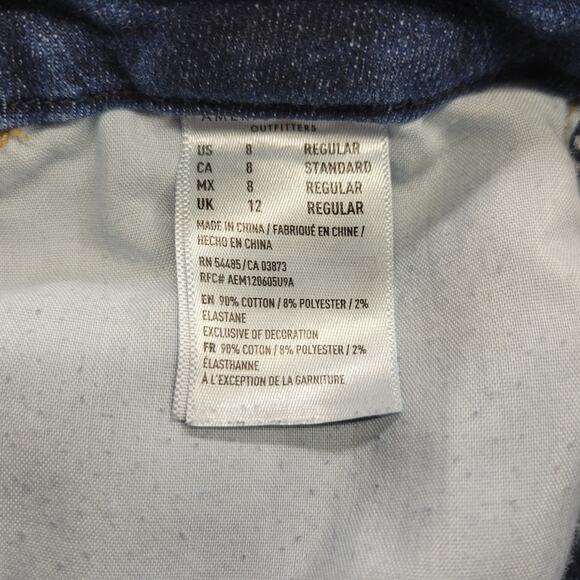 OUTFITTERS
US 8 REGULAR
CA 8 STANDARD
MX 8 REGULAR
UK 12 REGULAR
MADE IN CHINA / FABRIQUÉ EN CHINE /
HECHO EN CHINA
RN 54485 / CA 03873
RFC# AEM120605U9A
EN 90% COTTON / 8% POLYESTER / 2%
ELASTANE
EXCLUSIVE OF DECORATION
FR 90% COTON / 8% POLYESTER / 2%
ÉLASTHANNE
À L'EXCEPTION DE LA GARNITURE